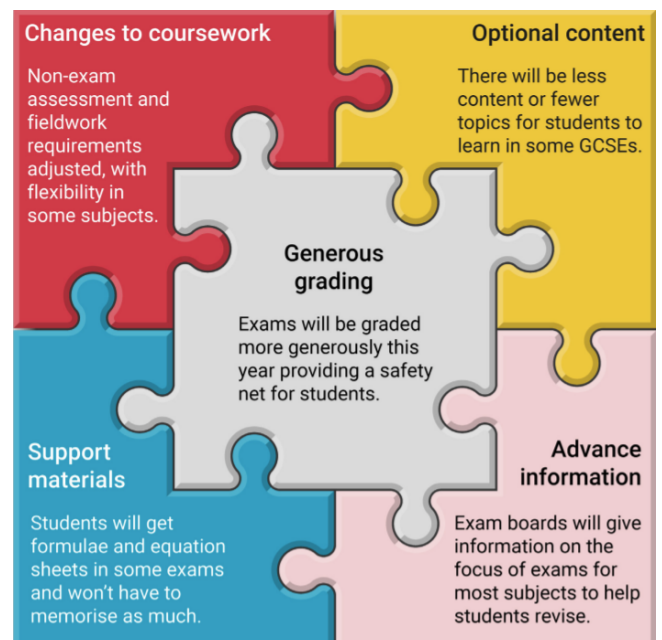 Changes to coursework
Non-exam
assessment and
fieldwork
requirements
adjusted, with
flexibility in
some subjects.
Optional content
There will be less
content or fewer
topics for students to
learn in some GCSEs.
Generous
grading
Exams will be graded
more generously this
year providing a safety
net for students.
Support
materials
Students will get
formulae and equation
sheets in some exams
and won't have to
memorise as much.
Advance
information
Exam boards will give
information on the
focus of exams for
most subjects to help
students revise.